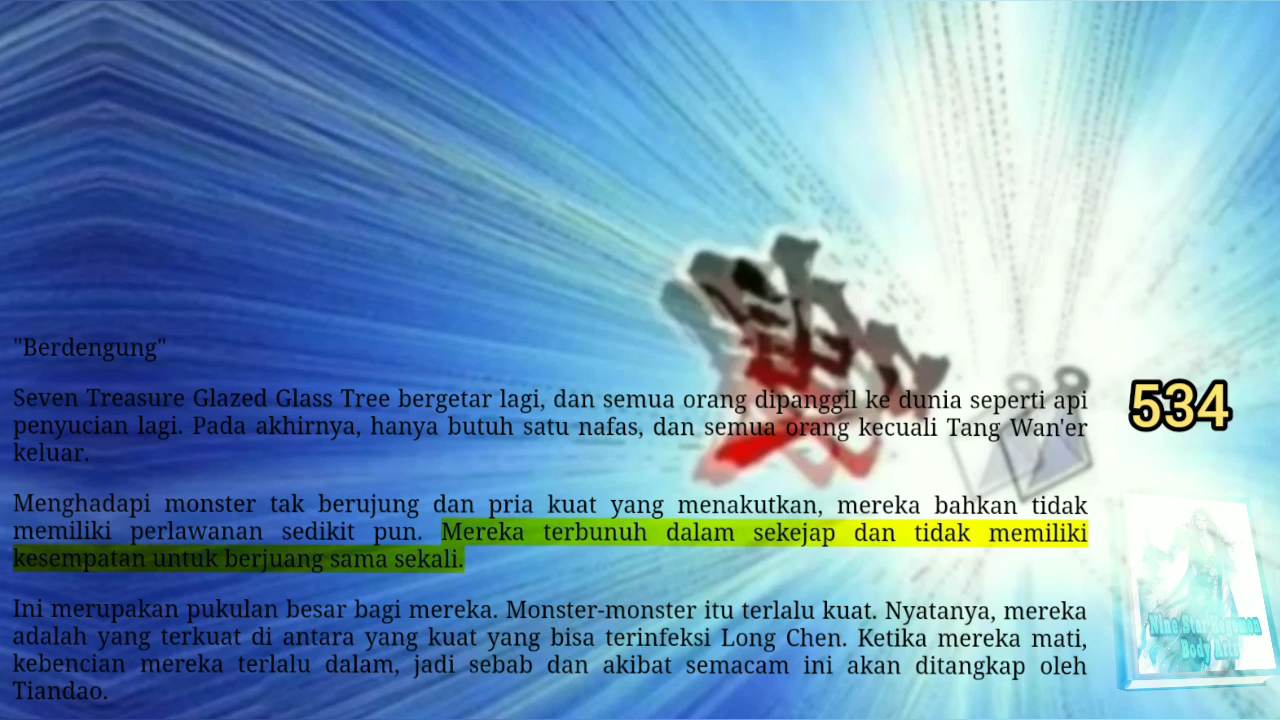 "Berdengung"
Seven Treasure Glazed Glass Tree bergetar lagi, dan semua orang dipanggil ke dunia seperti api
penyucian lagi. Pada akhirnya, hanya butuh satu nafas, dan semua orang kecuali Tang Wan'er
keluar.
Menghadapi monster tak berujung dan pria kuat yang menakutkan, mereka bahkan tidak
memiliki perlawanan sedikit pun. Mereka terbunuh dalam sekejap dan tidak memiliki
kesempatan untuk berjuang sama sekali.
Ini merupakan pukulan besar bagi mereka. Monster-monster itu terlalu kuat. Nyatanya, mereka
adalah yang terkuat di antara yang kuat yang bisa terinfeksi Long Chen. Ketika mereka mati,
kebencian mereka terlalu dalam, jadi sebab dan akibat semacam ini akan ditangkap oleh
Tiandao.
534
Nine Star Hegemon
Body Arts